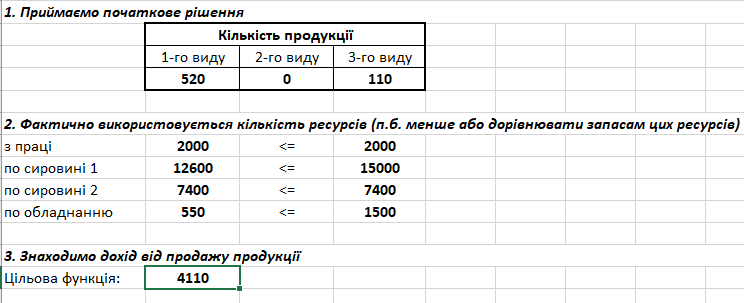 1. Приймаємо початкове рішення
Кількість продукції
1-го виду 2-го виду 3-го виду
520 0 110
2. Фактично використовується кількість ресурсів (п.б. менше або дорівнювати запасам цих ресурсів)
з праці 2000 <= 2000
по сировині 1 12600 <= 15000
по сировині 2 7400 <= 7400
по обладнанню 550 <= 1500
3. Знаходимо дохід від продажу продукції
Цільова функція: 4110